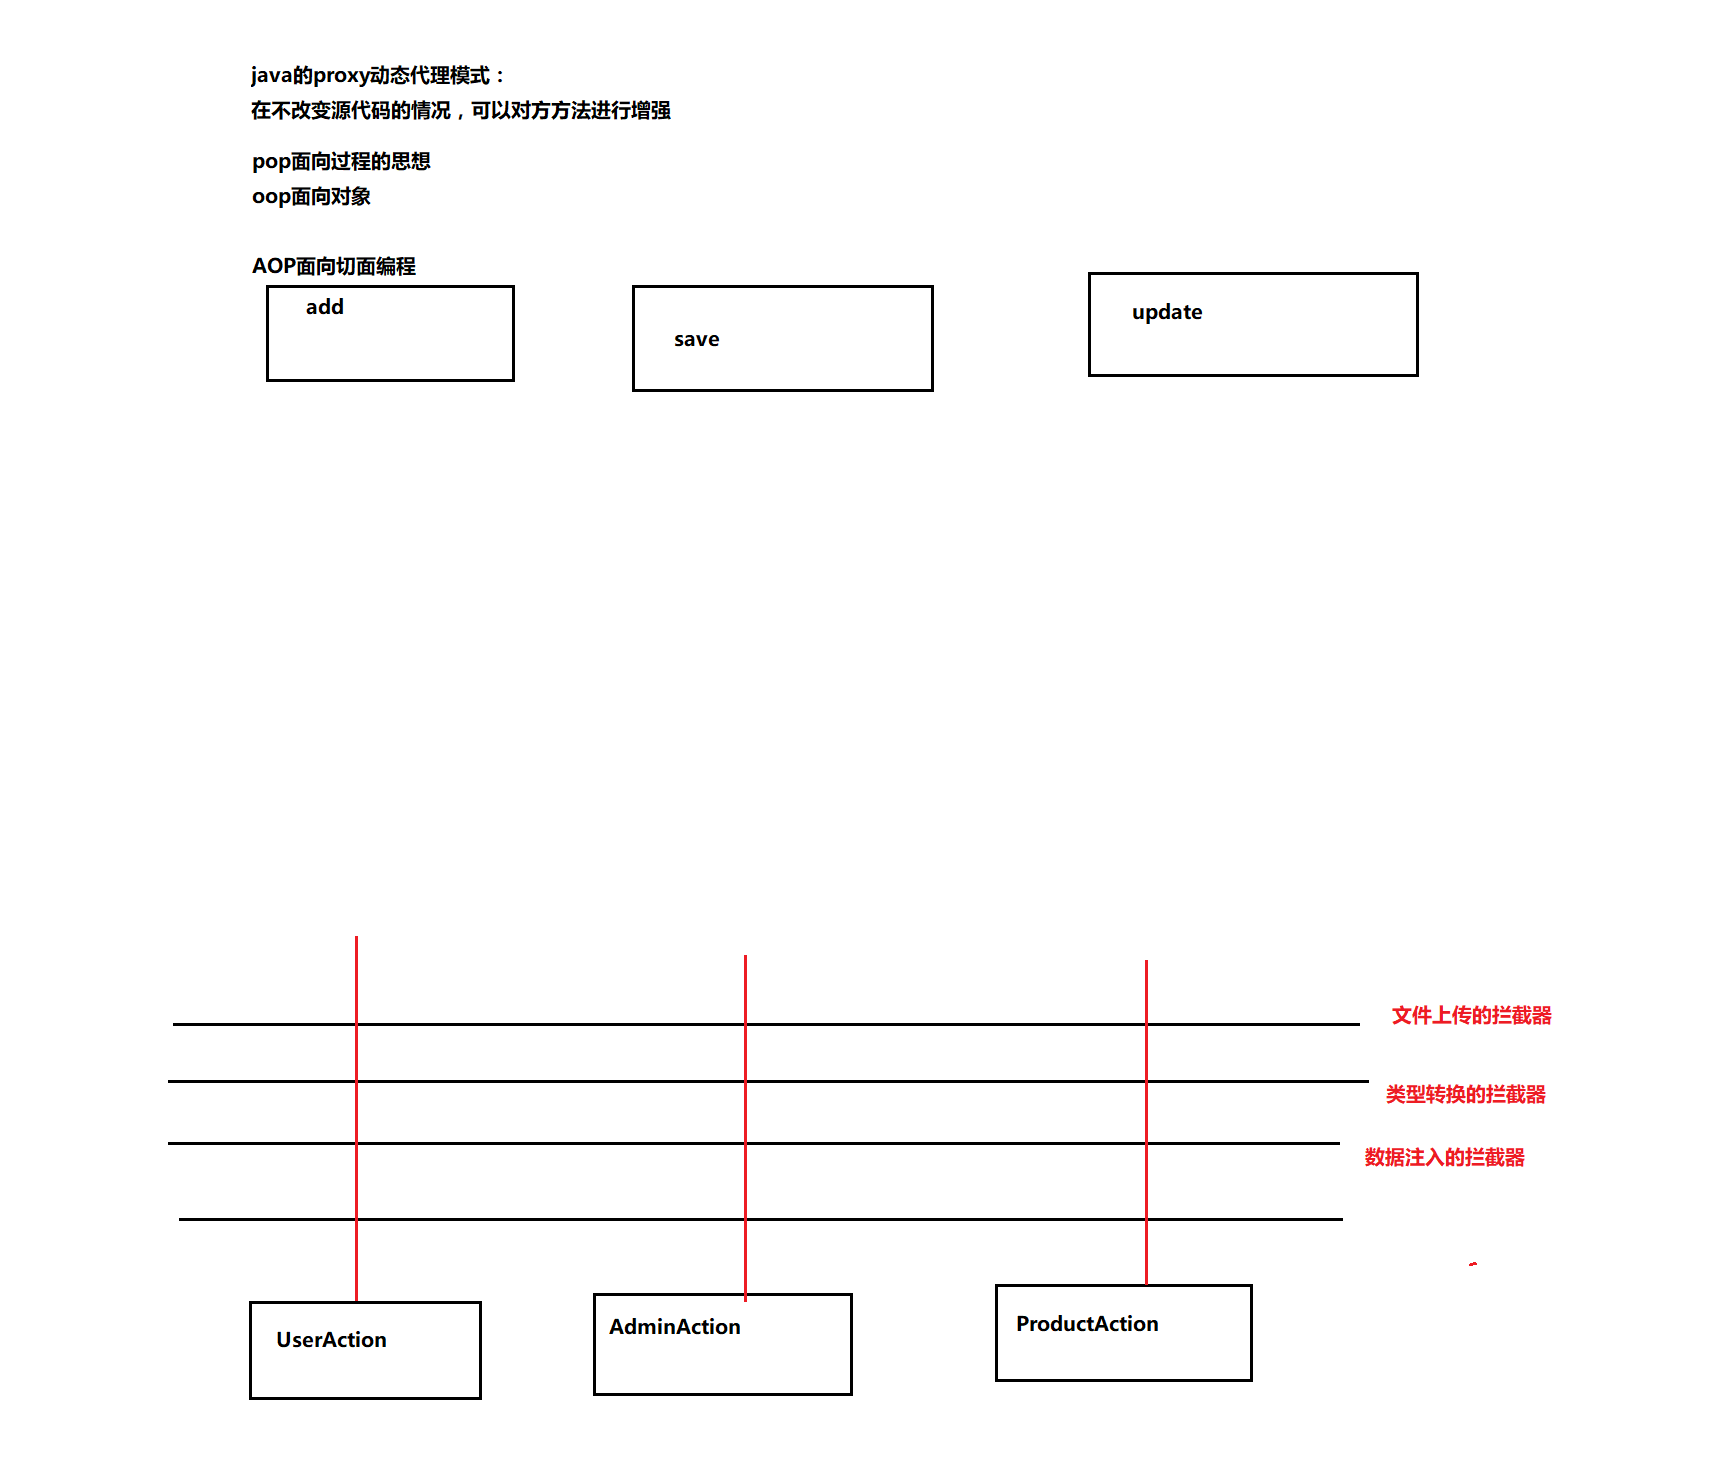 java的proxy动态代理模式：
在不改变源代码的情况，可以对方方法进行增强
pop面向过程的思想
oop面向对象
AOP面向切面编程
add
save
update
文件上传的拦截器
类型转换的拦截器
数据注入的拦截器
UserAction
AdminAction
ProductAction